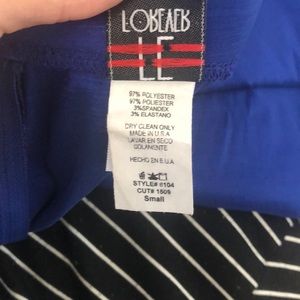 FOREVER
LE
97% POLYESTER
97% POLIESTER
3%SPANDEX
3% ELASTANO
DRY CLEAN ONLY
MADE IN U.S.A
LAVAR EN SECO
SOLAMENTE
HECHO EN E.U.A
STYLE# 6104
CUT# 1509
Small